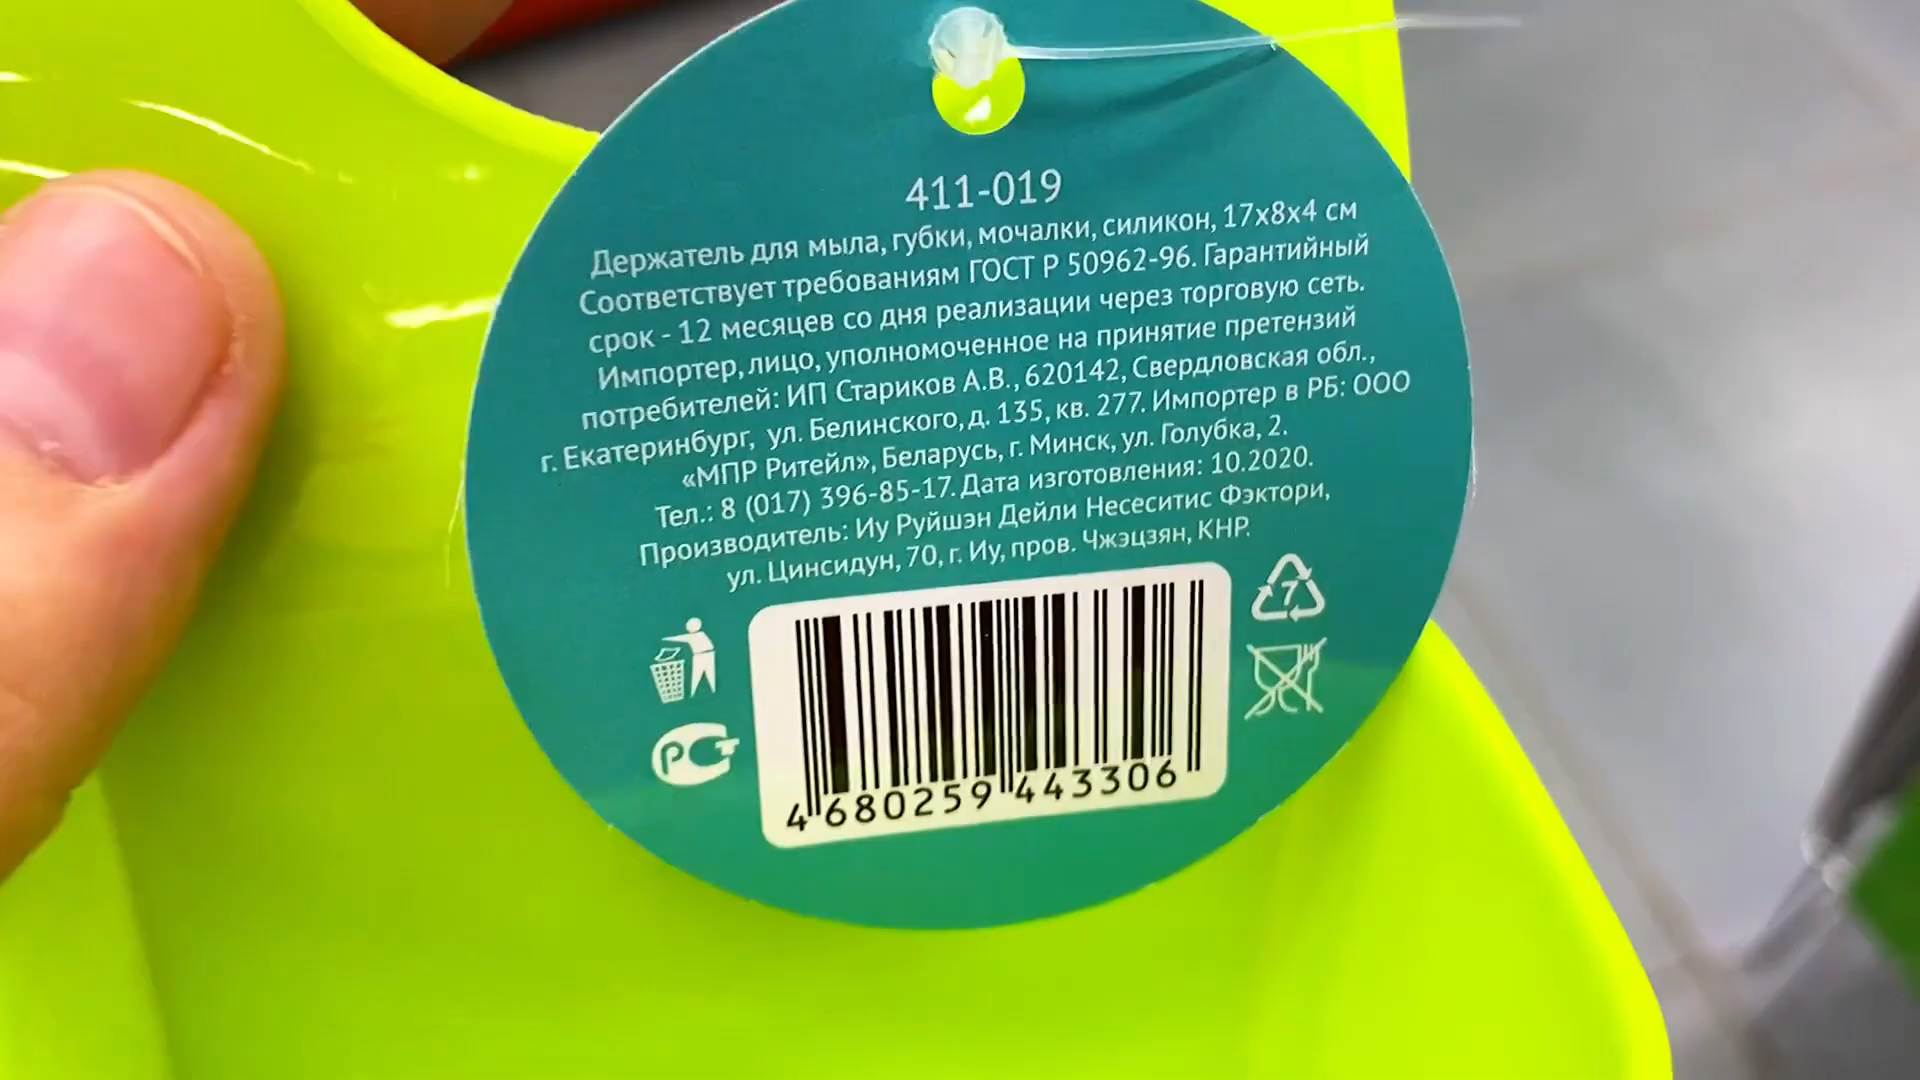 411-019
Держатель для мыла, губки, мочалки, силикон, 17х8х4 см
Соответствует требованиям ГОСТ Р 50962-96. Гарантийный
срок - 12 месяцев со дня реализации через торговую сеть.
Импортер, лицо, уполномоченное на принятие претензий
потребителей: ИП Стариков А.В., 620142, Свердловская обл.,
г. Екатеринбург, ул. Белинского, д. 135, кв. 277. Импортер в РБ: ООО
«МПР Ритейл», Беларусь, г. Минск, ул. Голубка, 2.
Тел.: 8 (017) 396-85-17. Дата изготовления: 10.2020.
Производитель: Иу Руйшэн Дейли Несеситис Фэктори,
ул. Цинсидун, 70, г. Иу, пров. Чжэцзян, КНР.
7
РСТ
4 680259 443306